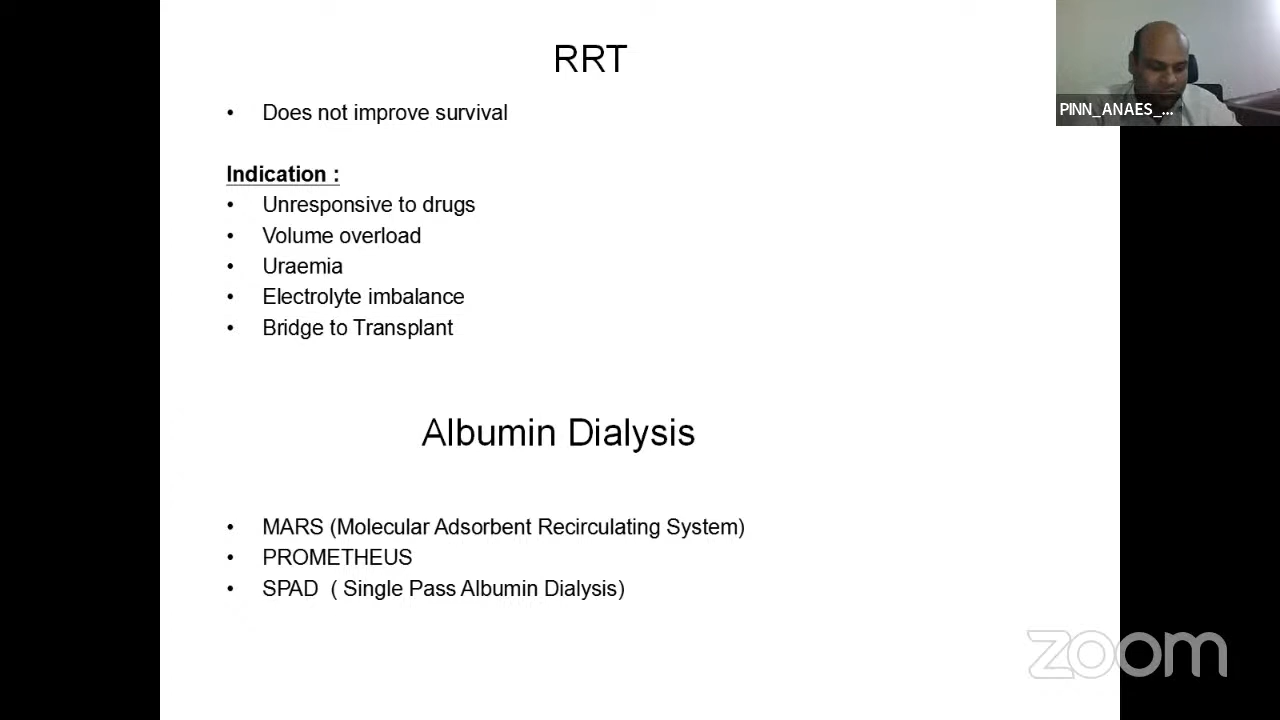 RRT
• Does not improve survival
Indication :
• Unresponsive to drugs
• Volume overload
• Uraemia
• Electrolyte imbalance
• Bridge to Transplant
Albumin Dialysis
• MARS (Molecular Adsorbent Recirculating System)
• PROMETHEUS
• SPAD ( Single Pass Albumin Dialysis)
PINN_ANAES_...
zoom